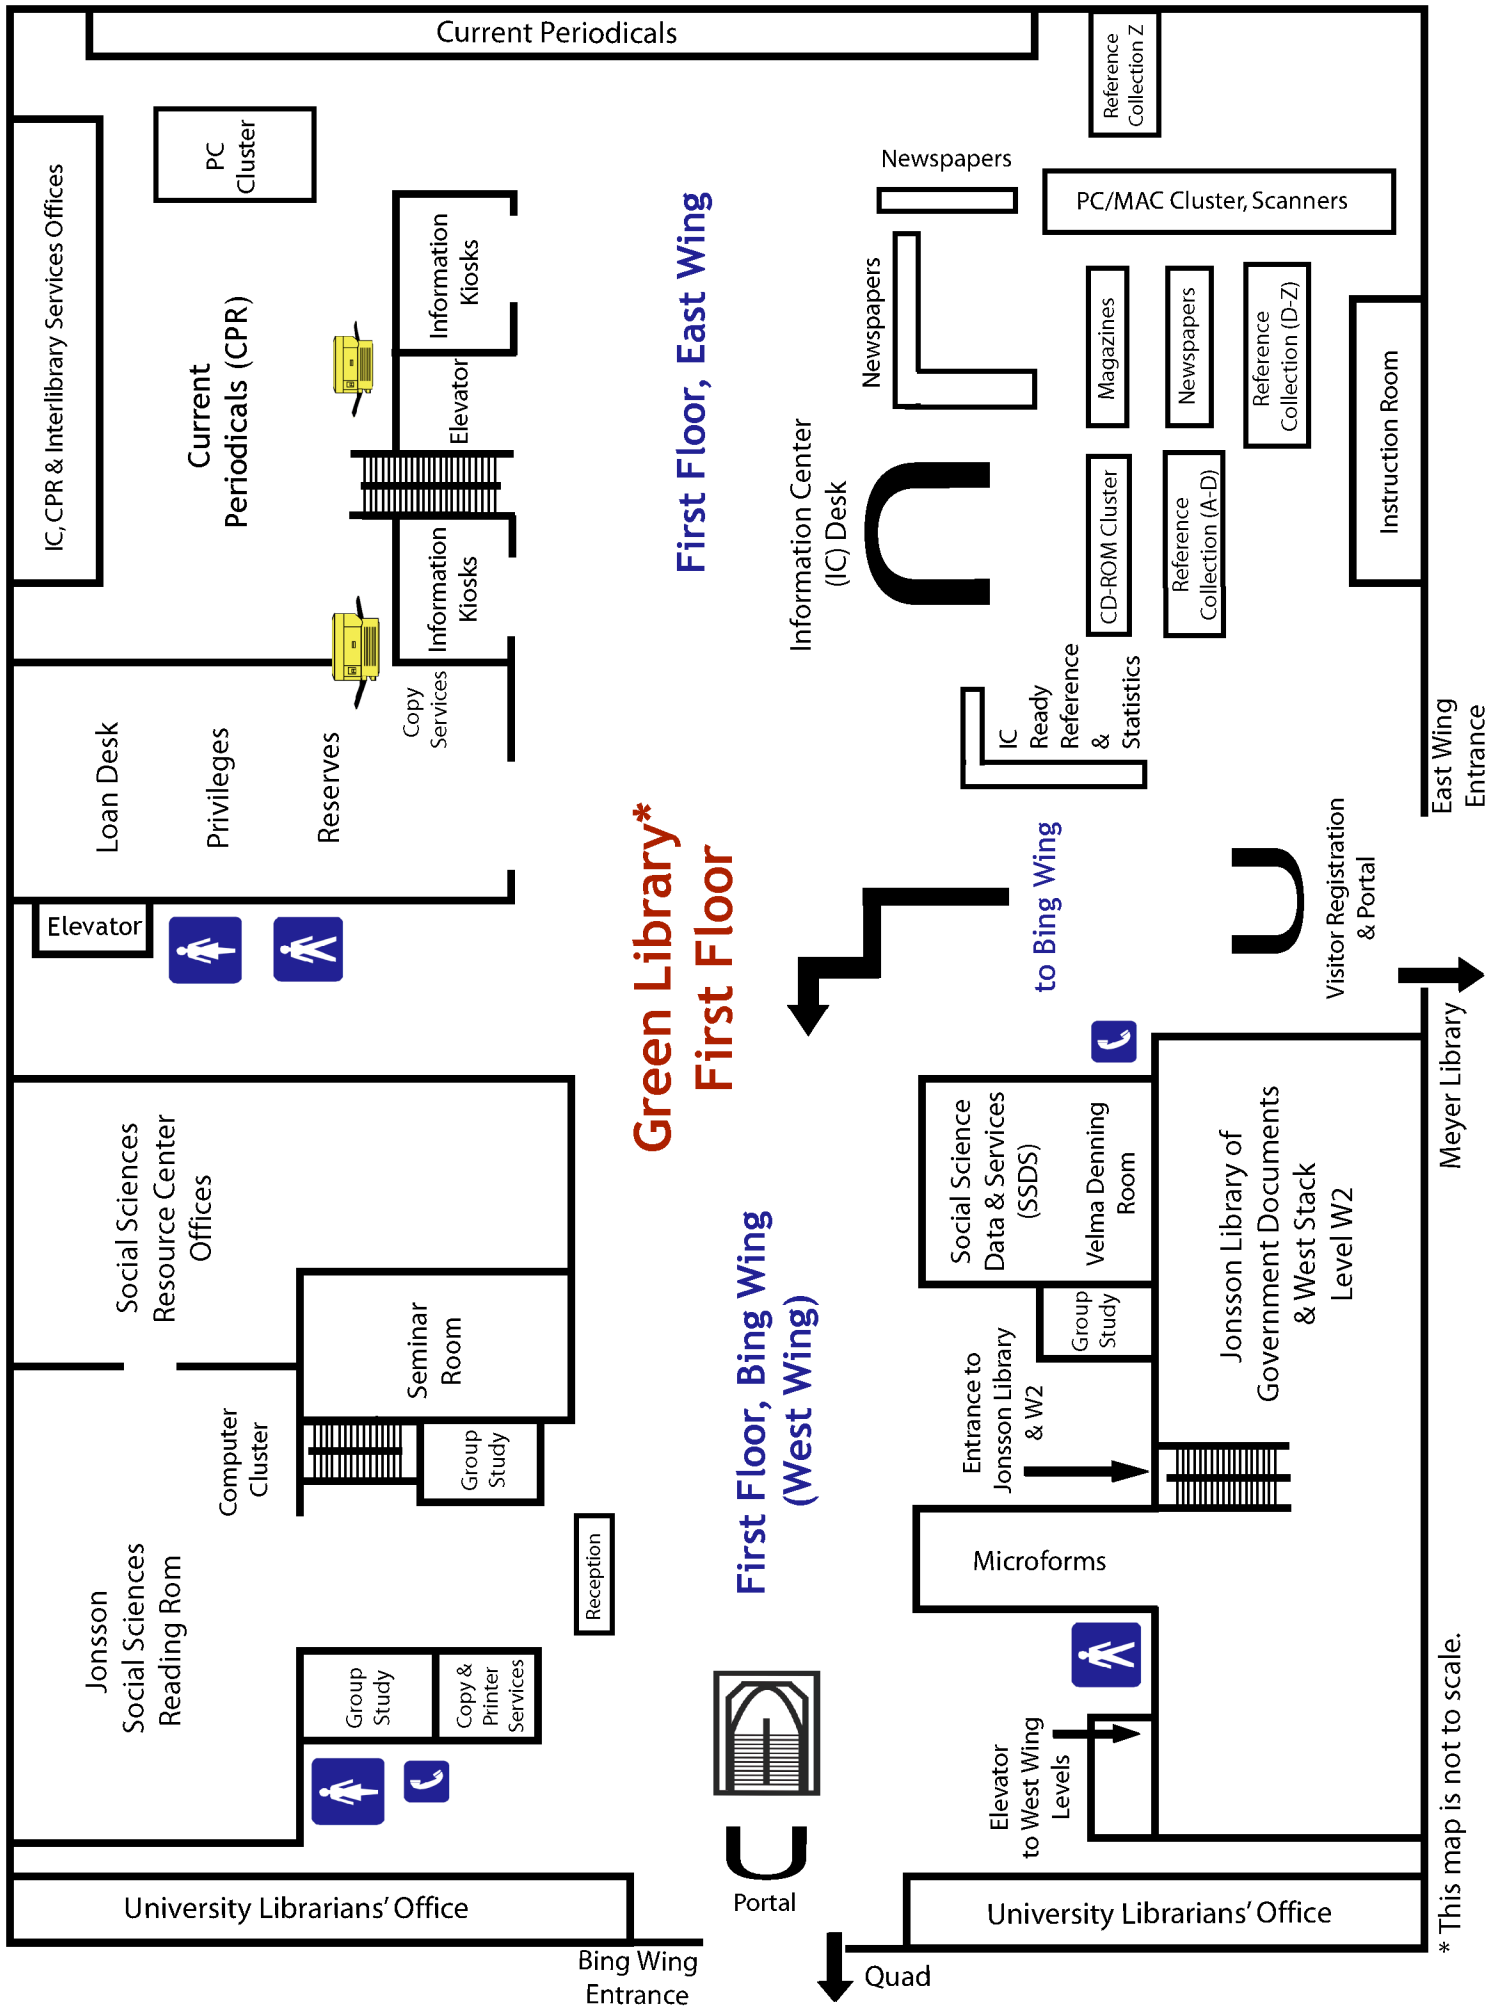 Current Periodicals
Reference
Collection Z
PC
Cluster
IC, CPR & Interlibrary Services Offices
Newspapers
PC/MAC Cluster, Scanners
Information
Kiosks
First Floor, East Wing
Newspapers
Magazines
Newspapers
Reference
Collection (D-Z)
Current
Periodicals (CPR)
Elevator
Instruction Room
Information Center
(IC) Desk
CD-ROM Cluster
Reference
Collection (A-D)
Information
Kiosks
Copy
Services
IC
Ready
Reference
&
Statistics
East Wing
Entrance
Loan Desk
Privileges
Reserves
Green Library*
First Floor
to Bing Wing
Visitor Registration
& Portal
Elevator
Meyer Library
Social Sciences
Resource Center
Offices
Social Science
Data & Services
(SSDS)
Velma Denning
Room
Jonsson Library of
Government Documents
& West Stack
Level W2
Seminar
Room
First Floor, Bing Wing
(West Wing)
Group
Study
Entrance to
Jonsson Library
& W2
Computer
Cluster
Group
Study
Jonsson
Social Sciences
Reading Rom
Reception
Microforms
Group
Study
Copy &
Printer
Services
Elevator
to West Wing
Levels
University Librarians' Office
Portal
University Librarians' Office
Bing Wing
Entrance
Quad
* This map is not to scale.